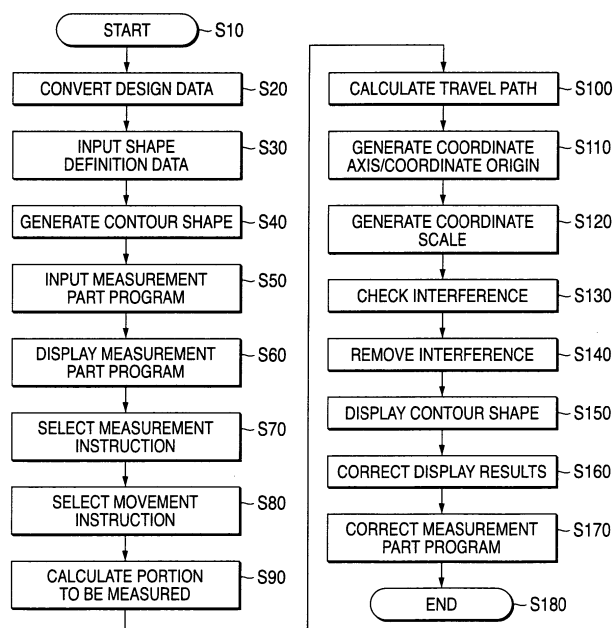 START
S10
CONVERT DESIGN DATA
S20
INPUT SHAPE
DEFINITION DATA
S30
GENERATE CONTOUR SHAPE
S40
INPUT MEASUREMENT
PART PROGRAM
S50
DISPLAY MEASUREMENT
PART PROGRAM
S60
SELECT MEASUREMENT
INSTRUCTION
S70
SELECT MOVEMENT
INSTRUCTION
S80
CALCULATE PORTION
TO BE MEASURED
S90
CALCULATE TRAVEL PATH
S100
GENERATE COORDINATE
AXIS/COORDINATE ORIGIN
S110
GENERATE COORDINATE
SCALE
S120
CHECK INTERFERENCE
S130
REMOVE INTERFERENCE
S140
DISPLAY CONTOUR SHAPE
S150
CORRECT DISPLAY RESULTS
S160
CORRECT MEASUREMENT
PART PROGRAM
S170
END
S180